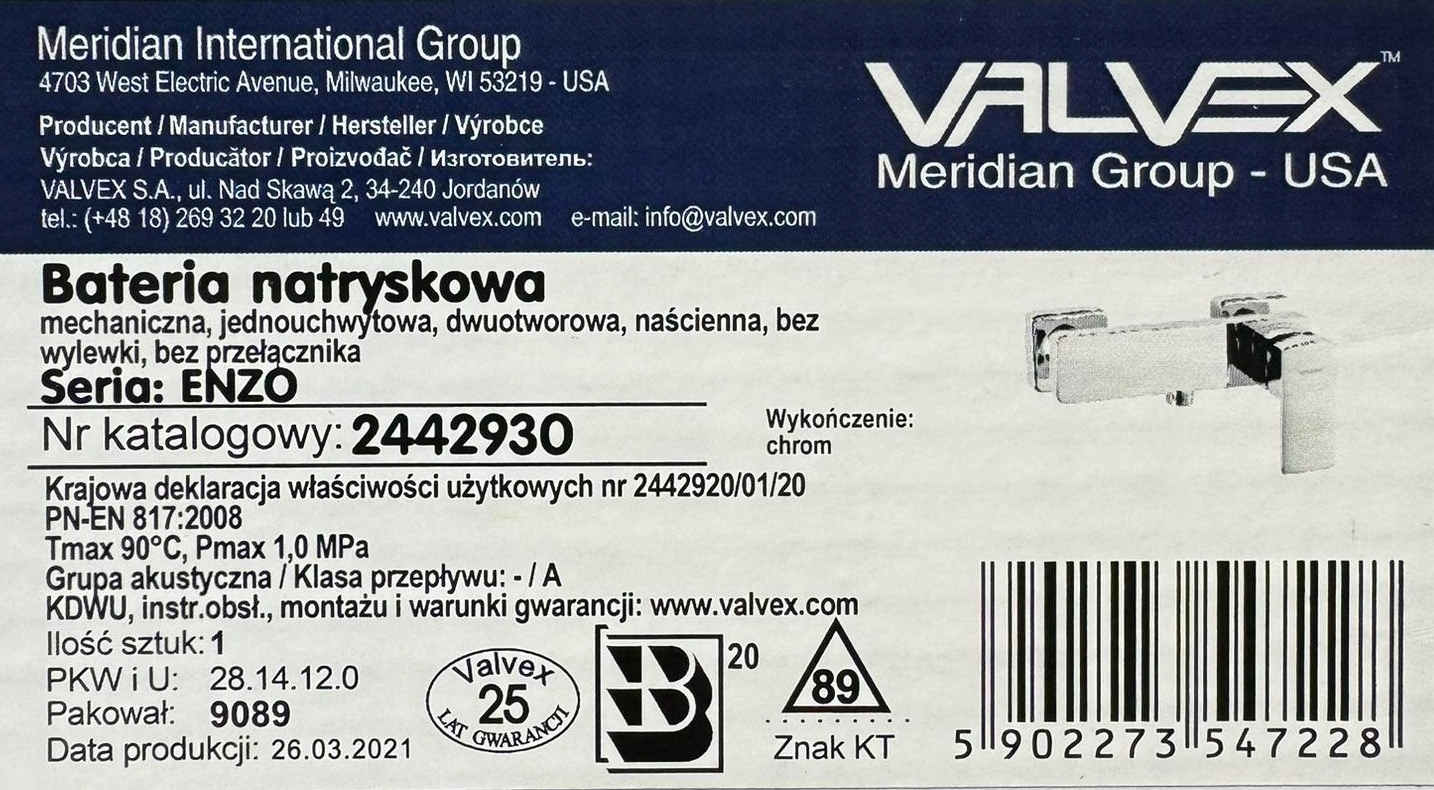 Meridian International Group
4703 West Electric Avenue, Milwaukee, WI 53219 - USA
Producent / Manufacturer / Hersteller / Výrobce
Výrobca / Producător / Proizvođač / Изготовитель:
VALVEX S.A., ul. Nad Skawą 2, 34-240 Jordanów
tel.: (+48 18) 269 32 20 lub 49 www.valvex.com e-mail: info@valvex.com
VALVEX™
Meridian Group - USA
Bateria natryskowa
mechaniczna, jednouchwytowa, dwuotworowa, naścienna, bez
wylewki, bez przełącznika
Seria: ENZO
Nr katalogowy: 2442930
Wykończenie:
chrom
Krajowa deklaracja właściwości użytkowych nr 2442920/01/20
PN-EN 817:2008
Tmax 90°C, Pmax 1,0 MPa
Grupa akustyczna / Klasa przepływu: - / A
KDWU, instr.obsł., montażu i warunki gwarancji: www.valvex.com
Ilość sztuk: 1
PKW i U: 28.14.12.0
Pakował: 9089
Data produkcji: 26.03.2021
Valvex
25
LAT GWARANCJI
B 20
89
Znak KT
5 902273 547228